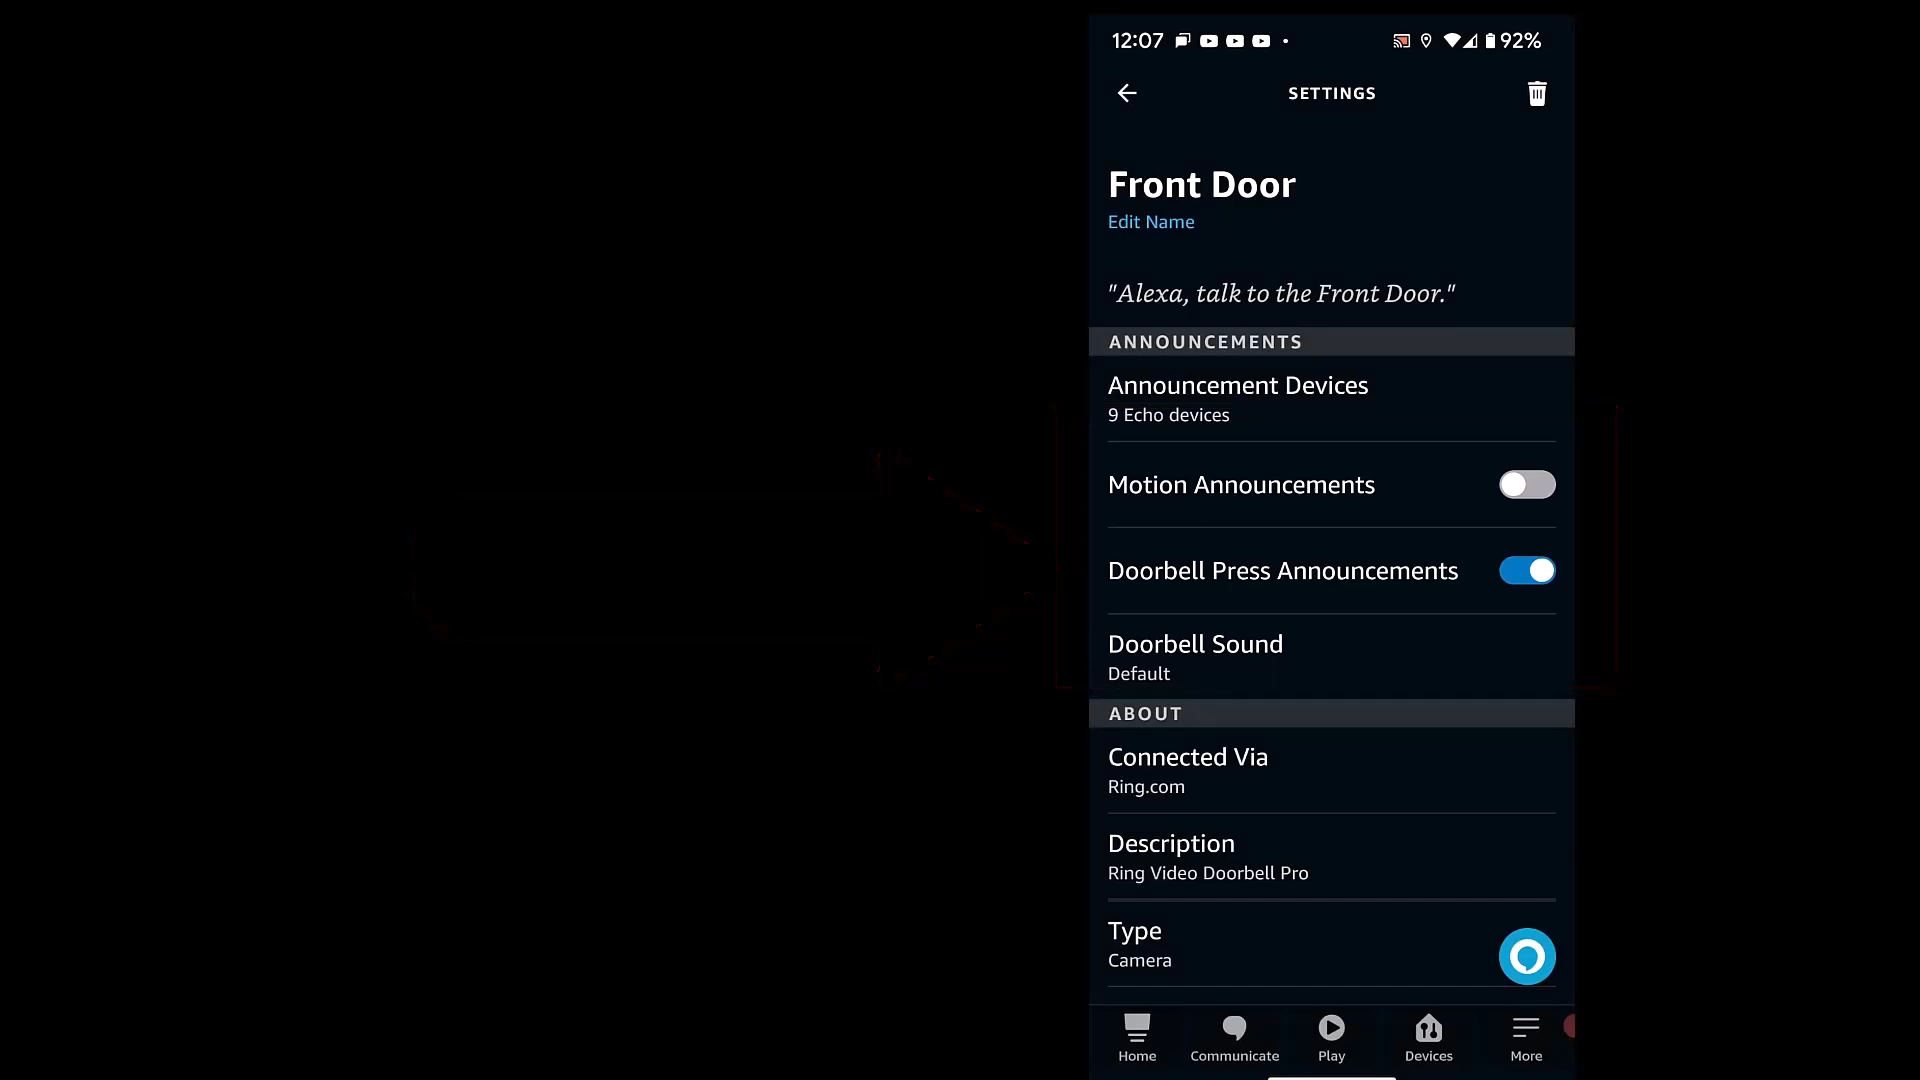 12:07 92%
SETTINGS
Front Door
Edit Name
"Alexa, talk to the Front Door."
ANNOUNCEMENTS
Announcement Devices
9 Echo devices
Motion Announcements
Doorbell Press Announcements
Doorbell Sound
Default
ABOUT
Connected Via
Ring.com
Description
Ring Video Doorbell Pro
Type
Camera
Home Communicate Play Devices More